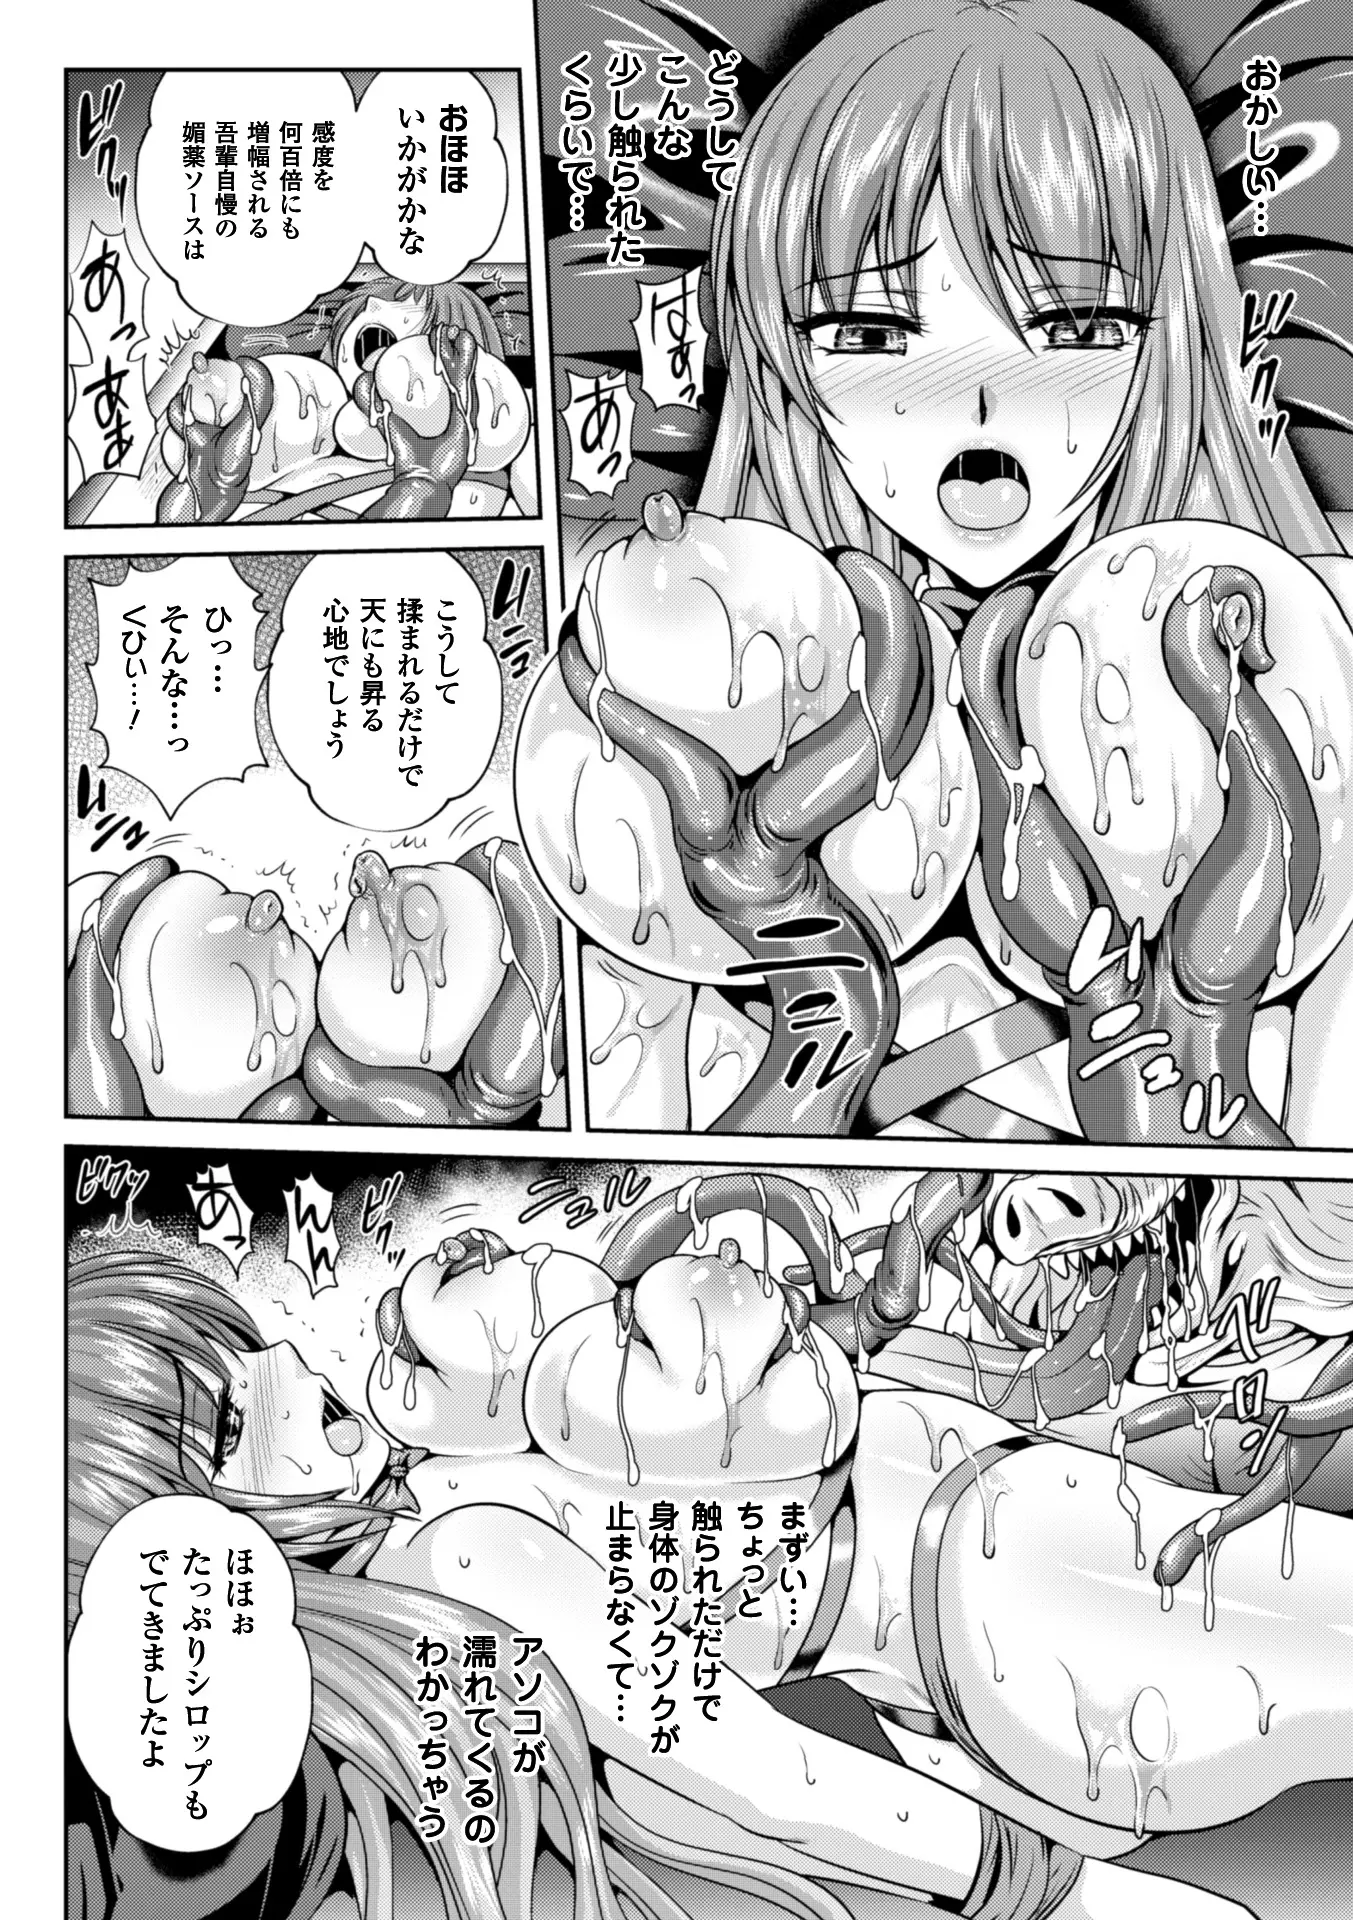 おかしい…
どうして
こんな
少し触られた
くらいで…
ビクッ
はぁっ
あっ
ニュル
ニュル
おほほ
いかがかな
感度を
何百倍にも
増幅される
吾輩自慢の
媚薬ソースは
ビクッ
あっ
ああぁ
こうして
揉まれるだけで
天にも昇る
心地でしょう
ひっ…
そんな…っ
くひぃ…！
ムニュ
ムニュ
まずい…
ちょっと
触られただけで
身体のゾクゾクが
止まらなくて…
アソコが
濡れてくるの
わかっちゃう
ニュル
ビクッ
んんっ
あっ
ビクッ
ほほぉ
たっぷりシロップも
でてきましたよ